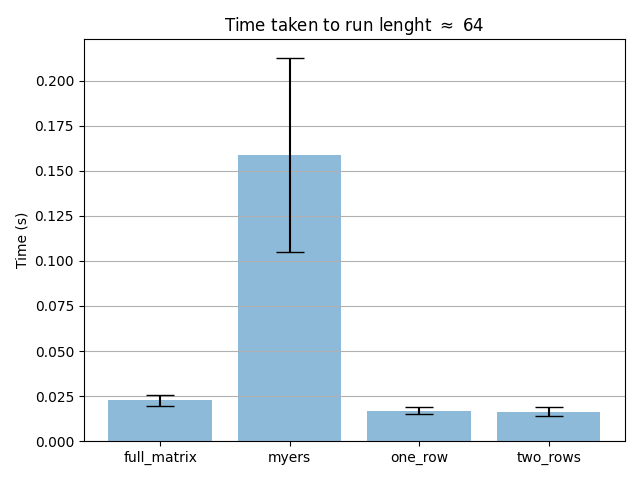 Time taken to run lenght ≈ 64
0.200
0.175
0.150
0.125
0.100
0.075
0.050
0.025
0.000
Time (s)
full_matrix
myers
one_row
two_rows